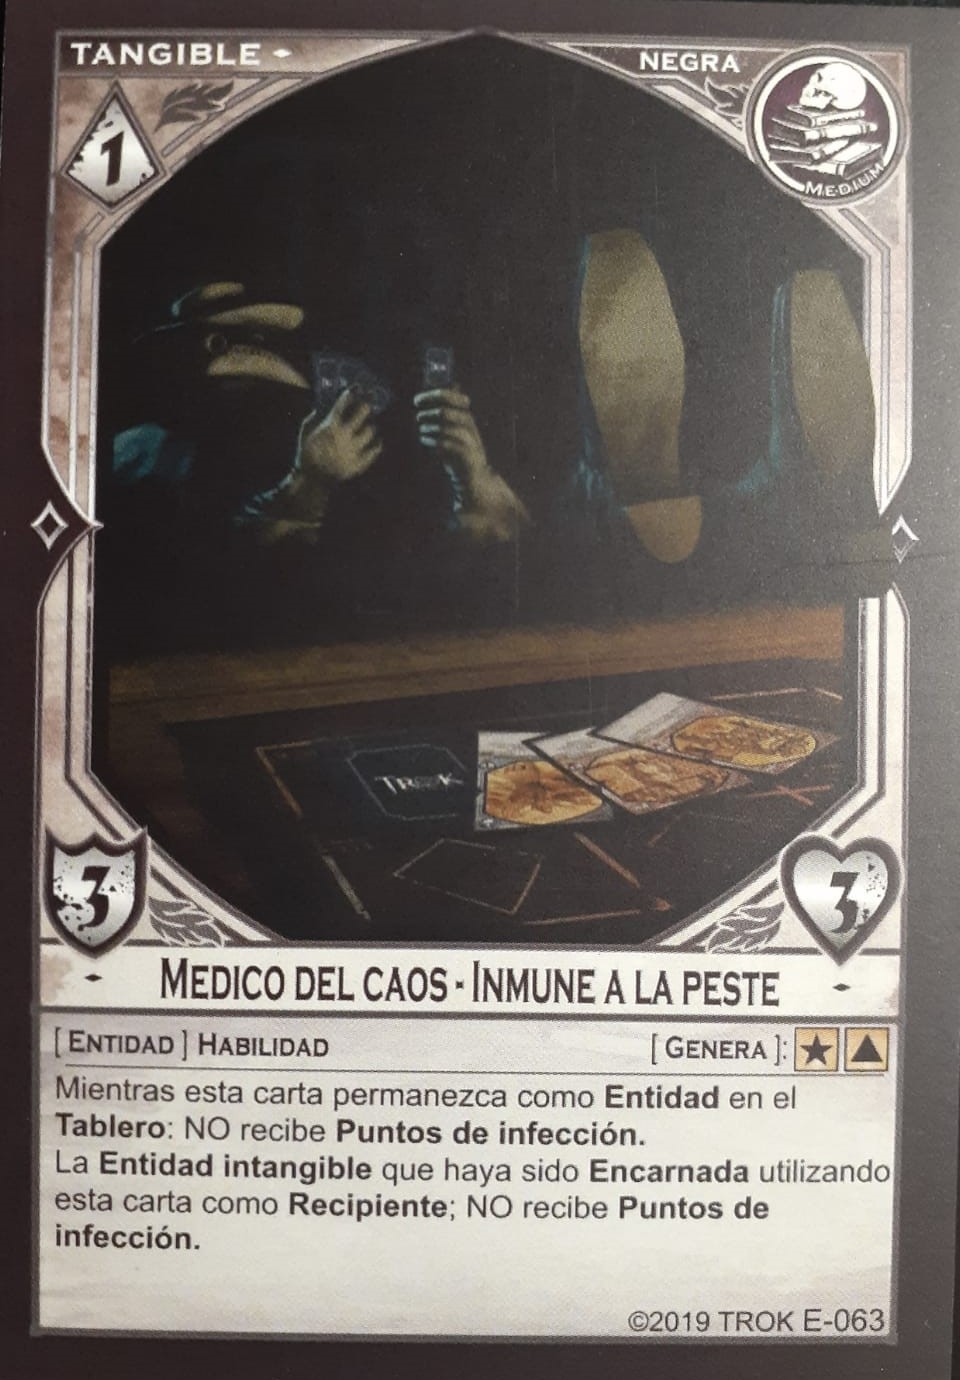 TANGIBLE
NEGRA
1
MEDIUM
TROK
3
3
MEDICO DEL CAOS · INMUNE A LA PESTE
[ ENTIDAD ] HABILIDAD [ GENERA ]:
Mientras esta carta permanezca como Entidad en el
Tablero: NO recibe Puntos de infección.
La Entidad intangible que haya sido Encarnada utilizando
esta carta como Recipiente; NO recibe Puntos de
infección.
©2019 TROK E-063